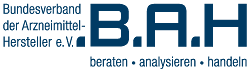 Bundesverband
der Arzneimittel-
Hersteller e.V.
.B.A.H
beraten • analysieren • handeln